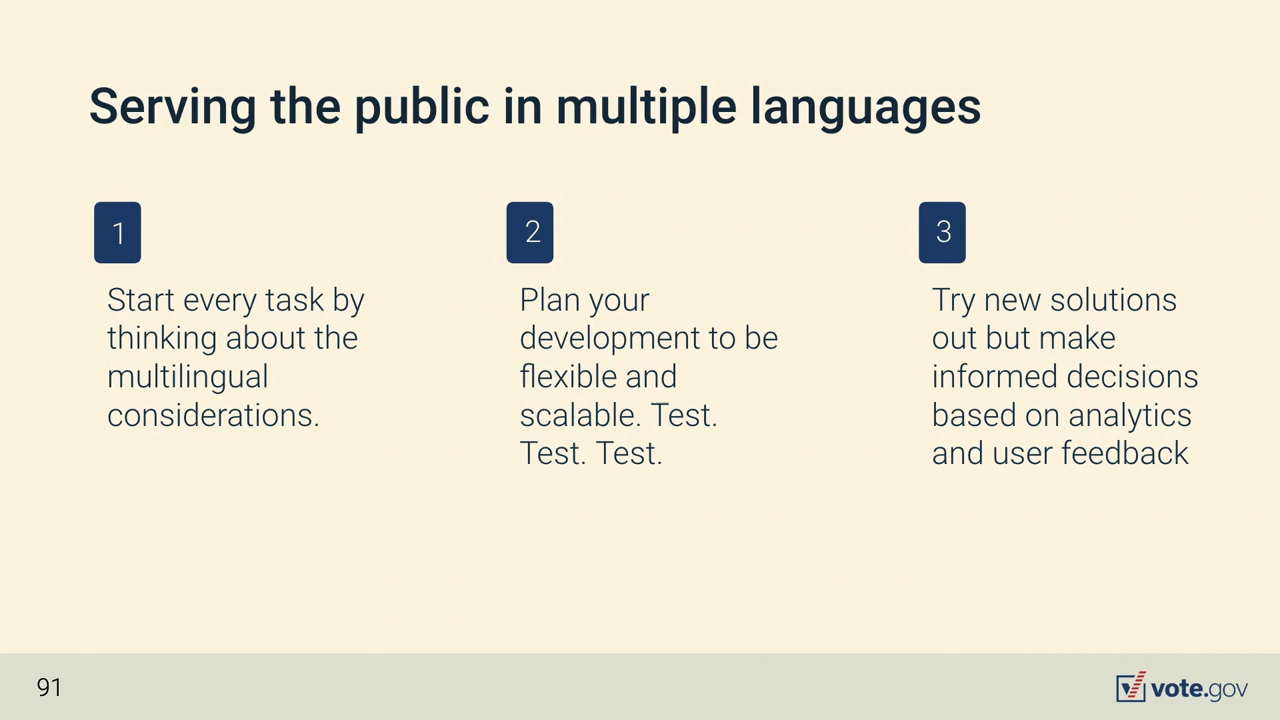 Serving the public in multiple languages
1
Start every task by
thinking about the
multilingual
considerations.
2
Plan your
development to be
flexible and
scalable. Test.
Test. Test.
3
Try new solutions
out but make
informed decisions
based on analytics
and user feedback
91
vote.gov